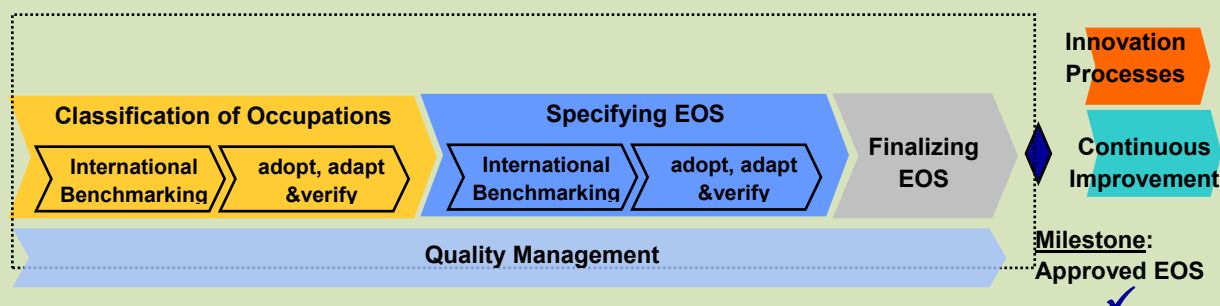 Classification of Occupations
International
Benchmarking
adopt, adapt
&verify
Specifying EOS
International
Benchmarking
adopt, adapt
&verify
Finalizing
EOS
Innovation
Processes
Continuous
Improvement
Quality Management
Milestone:
Approved EOS